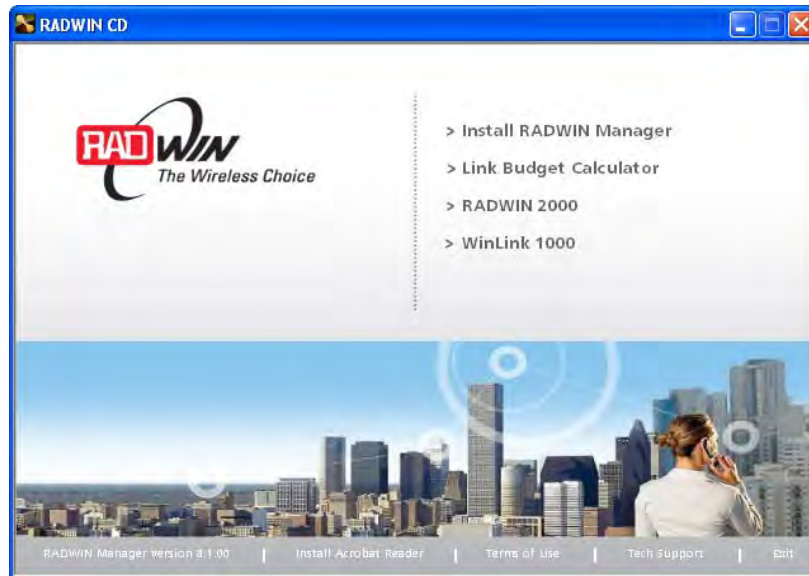 RADWIN CD
RADWIN
The Wireless Choice
> Install RADWIN Manager
> Link Budget Calculator
> RADWIN 2000
> WinLink 1000
RADWIN Manager version | Install Acrobat Reader | Terms of Use | Tech Support | Exit